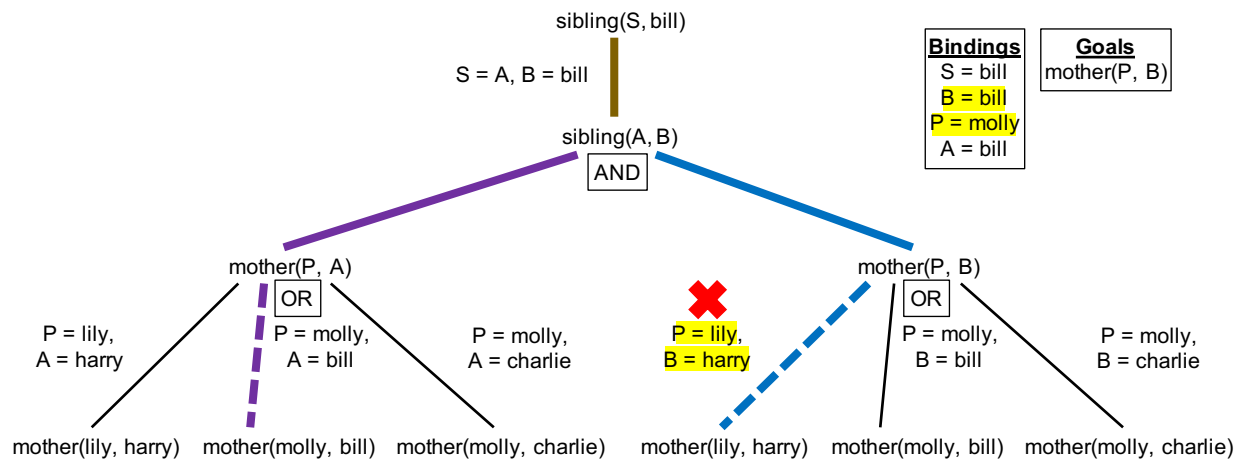 sibling(S, bill)
S = A, B = bill
sibling(A, B)
AND
Bindings
S = bill
B = bill
P = molly
A = bill
Goals
mother(P, B)
mother(P, A)
OR
P = lily,
A = harry
P = molly,
A = bill
P = molly,
A = charlie
mother(lily, harry)
mother(molly, bill)
mother(molly, charlie)
mother(P, B)
OR
P = lily,
B = harry
P = molly,
B = bill
P = molly,
B = charlie
mother(lily, harry)
mother(molly, bill)
mother(molly, charlie)